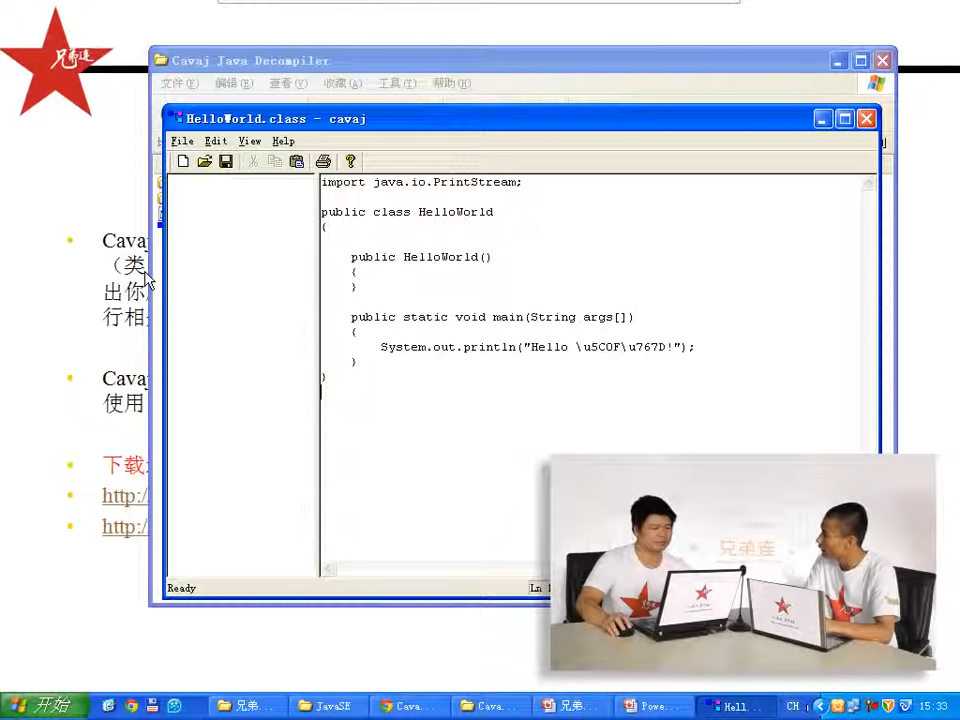 兄弟连
Cavaj Java Decompiler
文件(F) 编辑(E) 查看(V) 收藏(A) 工具(T) 帮助(H)
HelloWorld.class - cavaj
File Edit View Help
import java.io.PrintStream;
public class HelloWorld
{
public HelloWorld()
{
}
public static void main(String args[])
{
System.out.println("Hello \u5C0F\u767D!");
}
}
Cavaj
（类
出你
行相
Cavaj
使用
下载
http:/
http:/
Ready
Ln
兄弟连
开始
兄弟...
JavaSE
Cava...
Cava...
兄弟...
Powe...
Hell...
CH
15:33